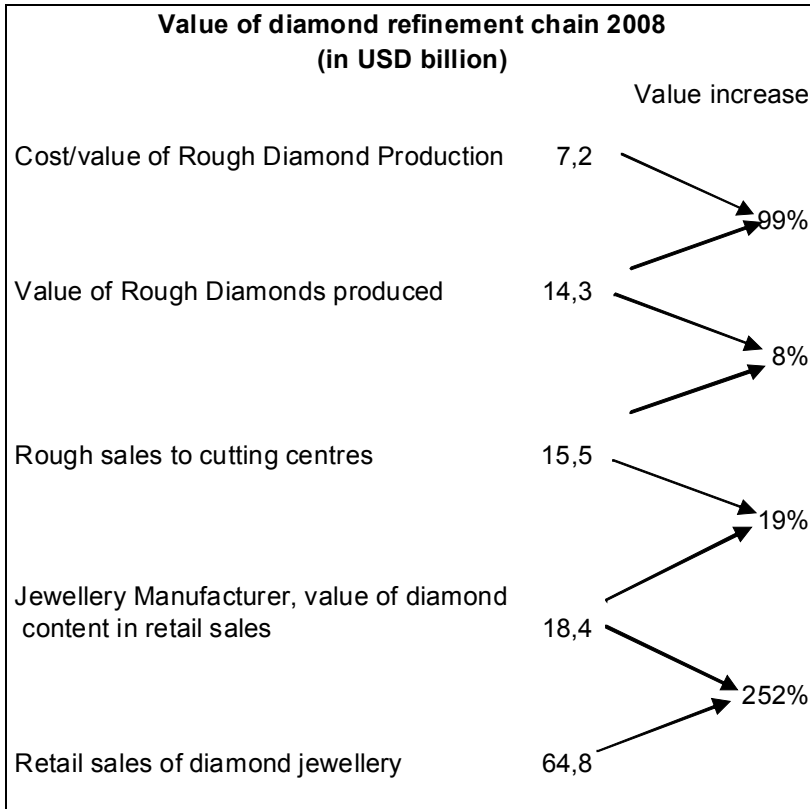 Value of diamond refinement chain 2008
(in USD billion)
Value increase
Cost/value of Rough Diamond Production 7,2
99%
Value of Rough Diamonds produced 14,3
8%
Rough sales to cutting centres 15,5
19%
Jewellery Manufacturer, value of diamond
content in retail sales 18,4
252%
Retail sales of diamond jewellery 64,8